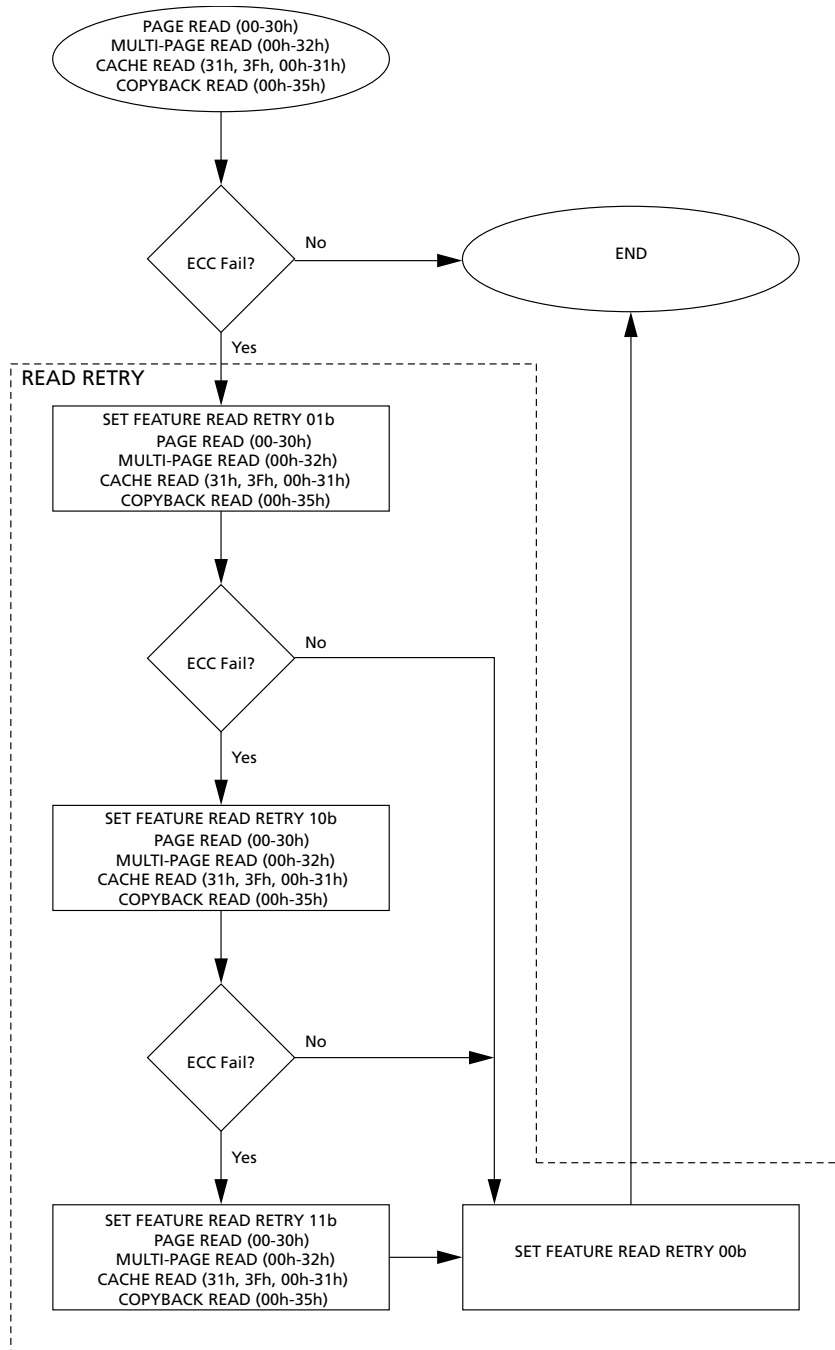 PAGE READ (00-30h)
MULTI-PAGE READ (00h-32h)
CACHE READ (31h, 3Fh, 00h-31h)
COPYBACK READ (00h-35h)
ECC Fail?
No
END
Yes
READ RETRY
SET FEATURE READ RETRY 01b
PAGE READ (00-30h)
MULTI-PAGE READ (00h-32h)
CACHE READ (31h, 3Fh, 00h-31h)
COPYBACK READ (00h-35h)
ECC Fail?
No
Yes
SET FEATURE READ RETRY 10b
PAGE READ (00-30h)
MULTI-PAGE READ (00h-32h)
CACHE READ (31h, 3Fh, 00h-31h)
COPYBACK READ (00h-35h)
ECC Fail?
No
Yes
SET FEATURE READ RETRY 11b
PAGE READ (00-30h)
MULTI-PAGE READ (00h-32h)
CACHE READ (31h, 3Fh, 00h-31h)
COPYBACK READ (00h-35h)
SET FEATURE READ RETRY 00b